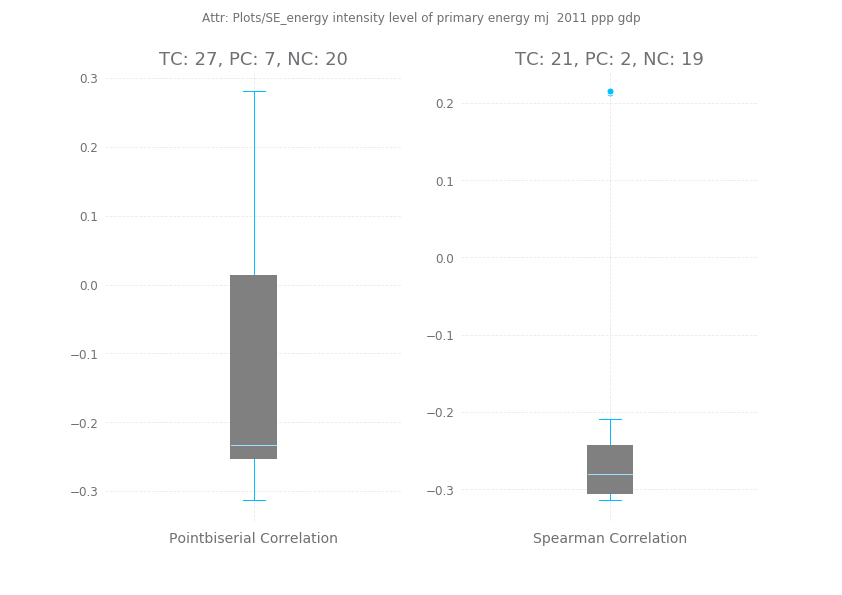 Attr: Plots/SE_energy intensity level of primary energy mj  2011 ppp gdp
TC: 27, PC: 7, NC: 20
0.3
0.2
0.1
0.0
−0.1
−0.2
−0.3
Pointbiserial Correlation
TC: 21, PC: 2, NC: 19
0.2
0.1
0.0
−0.1
−0.2
−0.3
Spearman Correlation